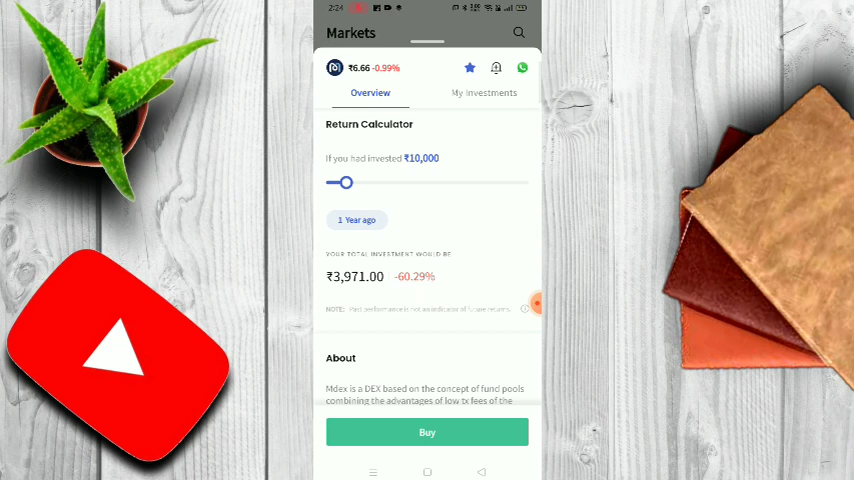 2:24
Markets
₹6.66 -0.99%
Overview My Investments
Return Calculator
If you had invested ₹10,000
1 Year ago
YOUR TOTAL INVESTMENT WOULD BE
₹3,971.00 -60.29%
NOTE: Past performance is not an indicator of future returns.
About
Mdex is a DEX based on the concept of fund pools
combining the advantages of low tx fees of the
Buy